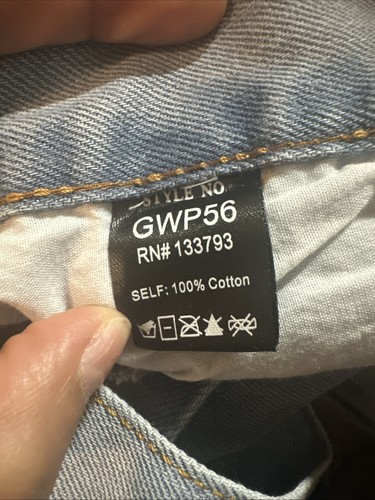 STYLE NO
GWP56
RN# 133793
SELF: 100% Cotton